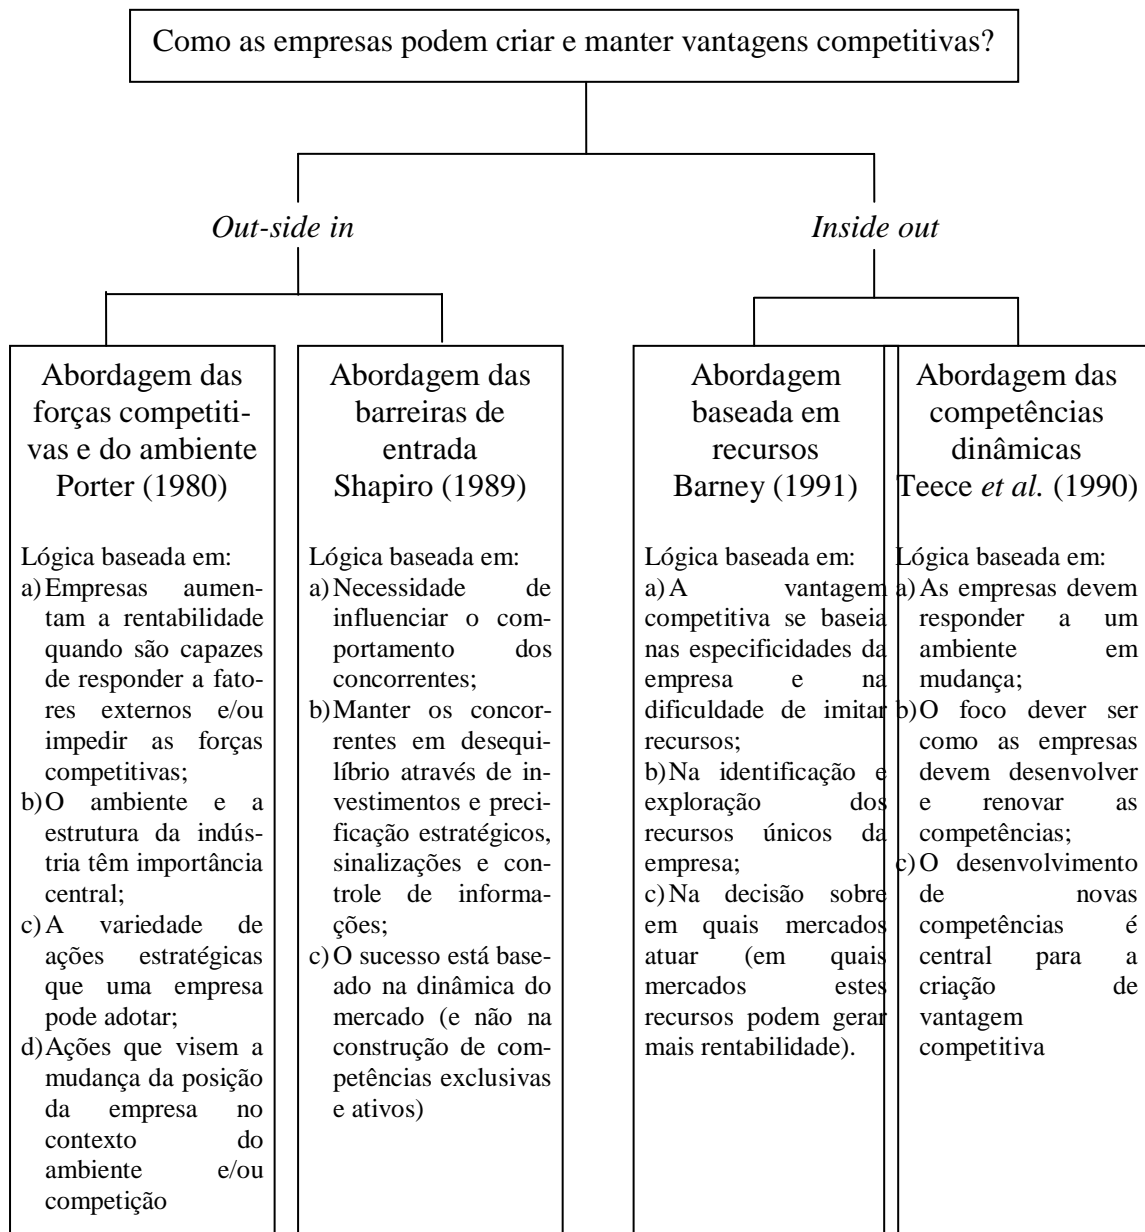 Como as empresas podem criar e manter vantagens competitivas?
Out-side in
Inside out
Abordagem das
forças competiti-
vas e do ambiente
Porter (1980)
Lógica baseada em:
a) Empresas aumen-
tam a rentabilidade
quando são capazes
de responder a fato-
res externos e/ou
impedir as forças
competitivas;
b) O ambiente e a
estrutura da indús-
tria têm importância
central;
c) A variedade de
ações estratégicas
que uma empresa
pode adotar;
d) Ações que visem a
mudança da posição
da empresa no
contexto do
ambiente e/ou
competição
Abordagem das
barreiras de
entrada
Shapiro (1989)
Lógica baseada em:
a) Necessidade de
influenciar o com-
portamento dos
concorrentes;
b) Manter os concor-
rentes em desequi-
líbrio através de in-
vestimentos e preci-
ficação estratégicos,
sinalizações e con-
trole de informa-
ções;
c) O sucesso está base-
ado na dinâmica do
mercado (e não na
construção de com-
petências exclusivas
e ativos)
Abordagem
baseada em
recursos
Barney (1991)
Lógica baseada em:
a) A vantagem
competitiva se baseia
nas especificidades da
empresa e na
dificuldade de imitar
recursos;
b) Na identificação e
exploração dos
recursos únicos da
empresa;
c) Na decisão sobre
em quais mercados
atuar (em quais
mercados estes
recursos podem gerar
mais rentabilidade).
Abordagem das
competências
dinâmicas
Teece et al. (1990)
Lógica baseada em:
a) As empresas devem
responder a um
ambiente em
mudança;
b) O foco dever ser
como as empresas
devem desenvolver
e renovar as
competências;
c) O desenvolvimento
de novas
competências é
central para a
criação de
vantagem
competitiva